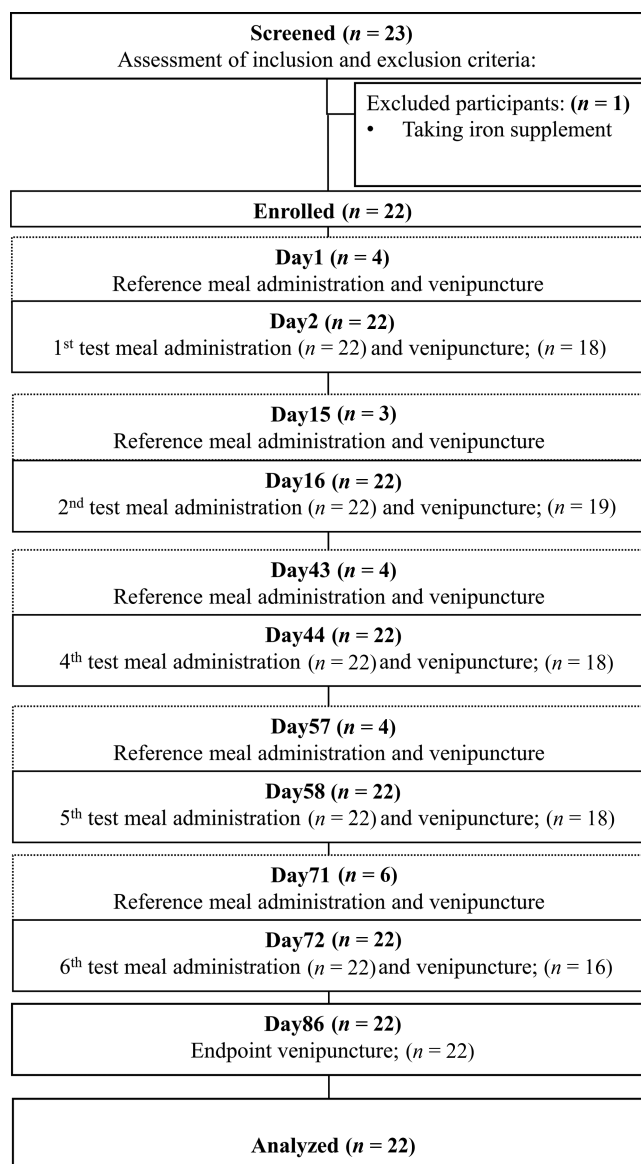 Screened (n = 23)
Assessment of inclusion and exclusion criteria:
Excluded participants: (n = 1)
• Taking iron supplement
Enrolled (n = 22)
Day1 (n = 4)
Reference meal administration and venipuncture
Day2 (n = 22)
1st test meal administration (n = 22) and venipuncture; (n = 18)
Day15 (n = 3)
Reference meal administration and venipuncture
Day16 (n = 22)
2nd test meal administration (n = 22) and venipuncture; (n = 19)
Day43 (n = 4)
Reference meal administration and venipuncture
Day44 (n = 22)
4th test meal administration (n = 22) and venipuncture; (n = 18)
Day57 (n = 4)
Reference meal administration and venipuncture
Day58 (n = 22)
5th test meal administration (n = 22) and venipuncture; (n = 18)
Day71 (n = 6)
Reference meal administration and venipuncture
Day72 (n = 22)
6th test meal administration (n = 22) and venipuncture; (n = 16)
Day86 (n = 22)
Endpoint venipuncture; (n = 22)
Analyzed (n = 22)